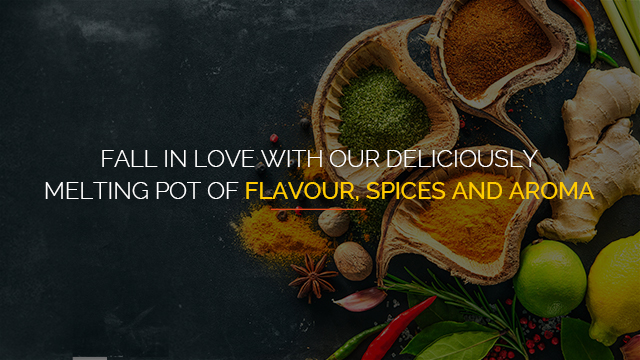 FALL IN LOVE WITH OUR DELICIOUSLY
MELTING POT OF FLAVOUR, SPICES AND AROMA